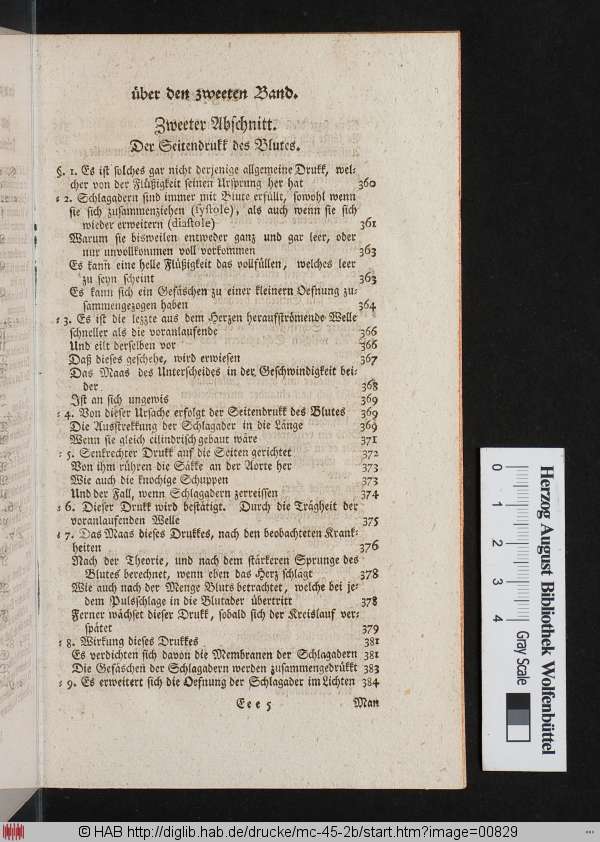 über den zweeten Band.
Zweeter Abschnitt.
Der Seitendrukk des Blutes.
§. 1. Es ist solches gar nicht derjenige allgemeine Drukk, wel-
cher von der Flüßigkeit seinen Ursprung her hat 360
: 2. Schlagadern sind immer mit Blute erfüllt, sowohl wenn
sie sich zusammenziehen (systole), als auch wenn sie sich
wieder erweitern (diastole) 361
Warum sie bisweilen entweder ganz und gar leer, oder
nur unvollkommen voll vorkommen 363
Es kann eine helle Flüßigkeit das vollfüllen, welches leer
zu seyn scheint 363
Es kann sich ein Gefäschen zu einer kleinern Oefnung zu-
sammengezogen haben 364
: 3. Es ist die lezzte aus dem Herzen heraufströmende Welle
schneller als die voranlaufende 366
Und eilt derselben vor 366
Daß dieses geschehe, wird erwiesen 367
Das Maas des Unterscheides in der Geschwindigkeit bei-
der 368
Ist an sich ungewis 369
: 4. Von dieser Ursache erfolgt der Seitendrukk des Blutes 369
Die Ausstrekkung der Schlagader in die Länge 369
Wenn sie gleich cilindrisch gebaut wäre 371
: 5. Senkrechter Drukk auf die Seiten gerichtet 372
Von ihm rühren die Säkke an der Aorte her 373
Wie auch die knochige Schuppen 373
Und der Fall, wenn Schlagadern zerreissen 374
: 6. Dieser Drukk wird bestätigt. Durch die Trägheit der
voranlaufenden Welle 375
: 7. Das Maas dieses Drukkes, nach den beobachteten Krank-
heiten 376
Nach der Theorie, und nach dem stärkeren Sprunge des
Blutes berechnet, wenn eben das Herz schlägt 378
Wie auch nach der Menge Bluts betrachtet, welche bei je-
dem Pulsschlage in die Blutader übertritt 378
Ferner wächset dieser Drukk, sobald sich der Kreislauf ver-
spätet 379
: 8. Wirkung dieses Drukkes 381
Es verdichten sich davon die Membranen der Schlagadern 381
Die Gefäschen der Schlagadern werden zusammengedrükkt 383
: 9. Es erweitert sich die Oefnung der Schlagader im Lichten 384
Eee 5 Man
0 1 2 3 4
Gray Scale
Herzog August Bibliothek Wolfenbüttel
© HAB http://diglib.hab.de/drucke/mc-45-2b/start.htm?image=00829